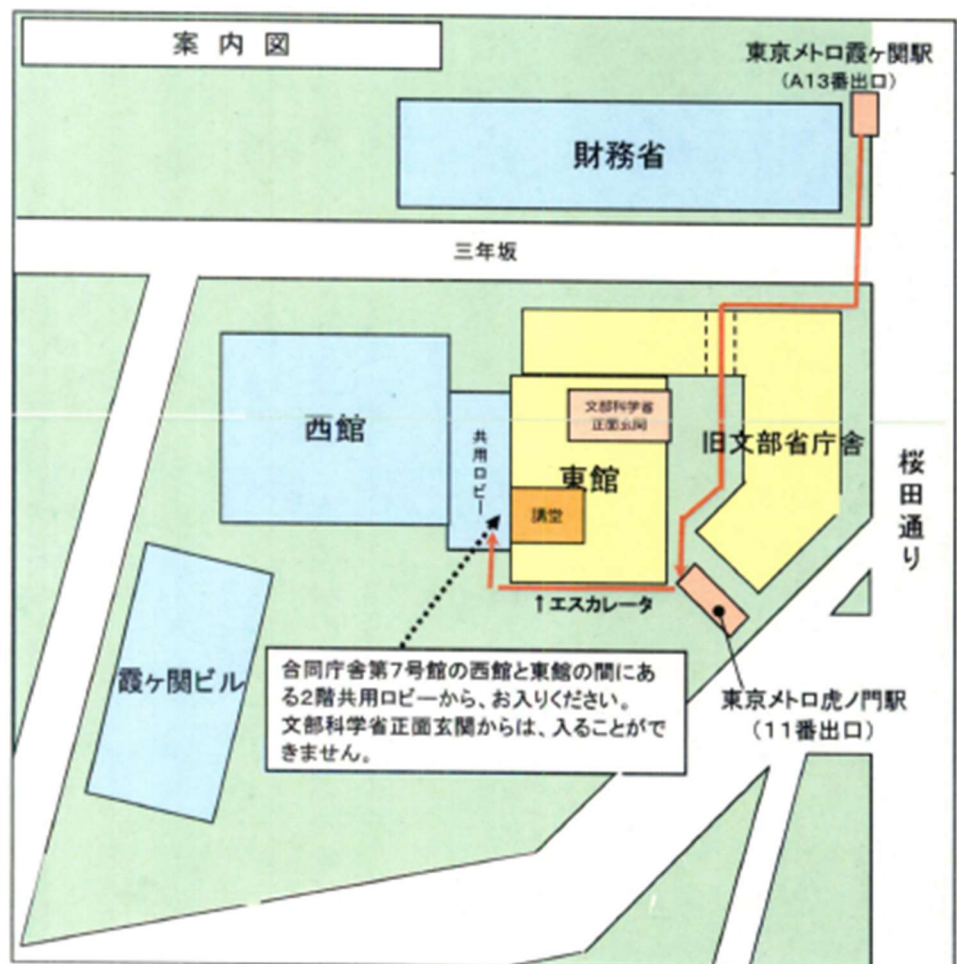 案内図
東京メトロ霞ヶ関駅
(A13番出口)
財務省
三年坂
文部科学省
正面玄関
西館
共用ロビー
東館
旧文部省庁舎
桜田通り
講堂
↑エスカレータ
霞ヶ関ビル
合同庁舎第7号館の西館と東館の間にあ
る2階共用ロビーから、お入りください。
文部科学省正面玄関からは、入ることがで
きません。
東京メトロ虎ノ門駅
(11番出口)